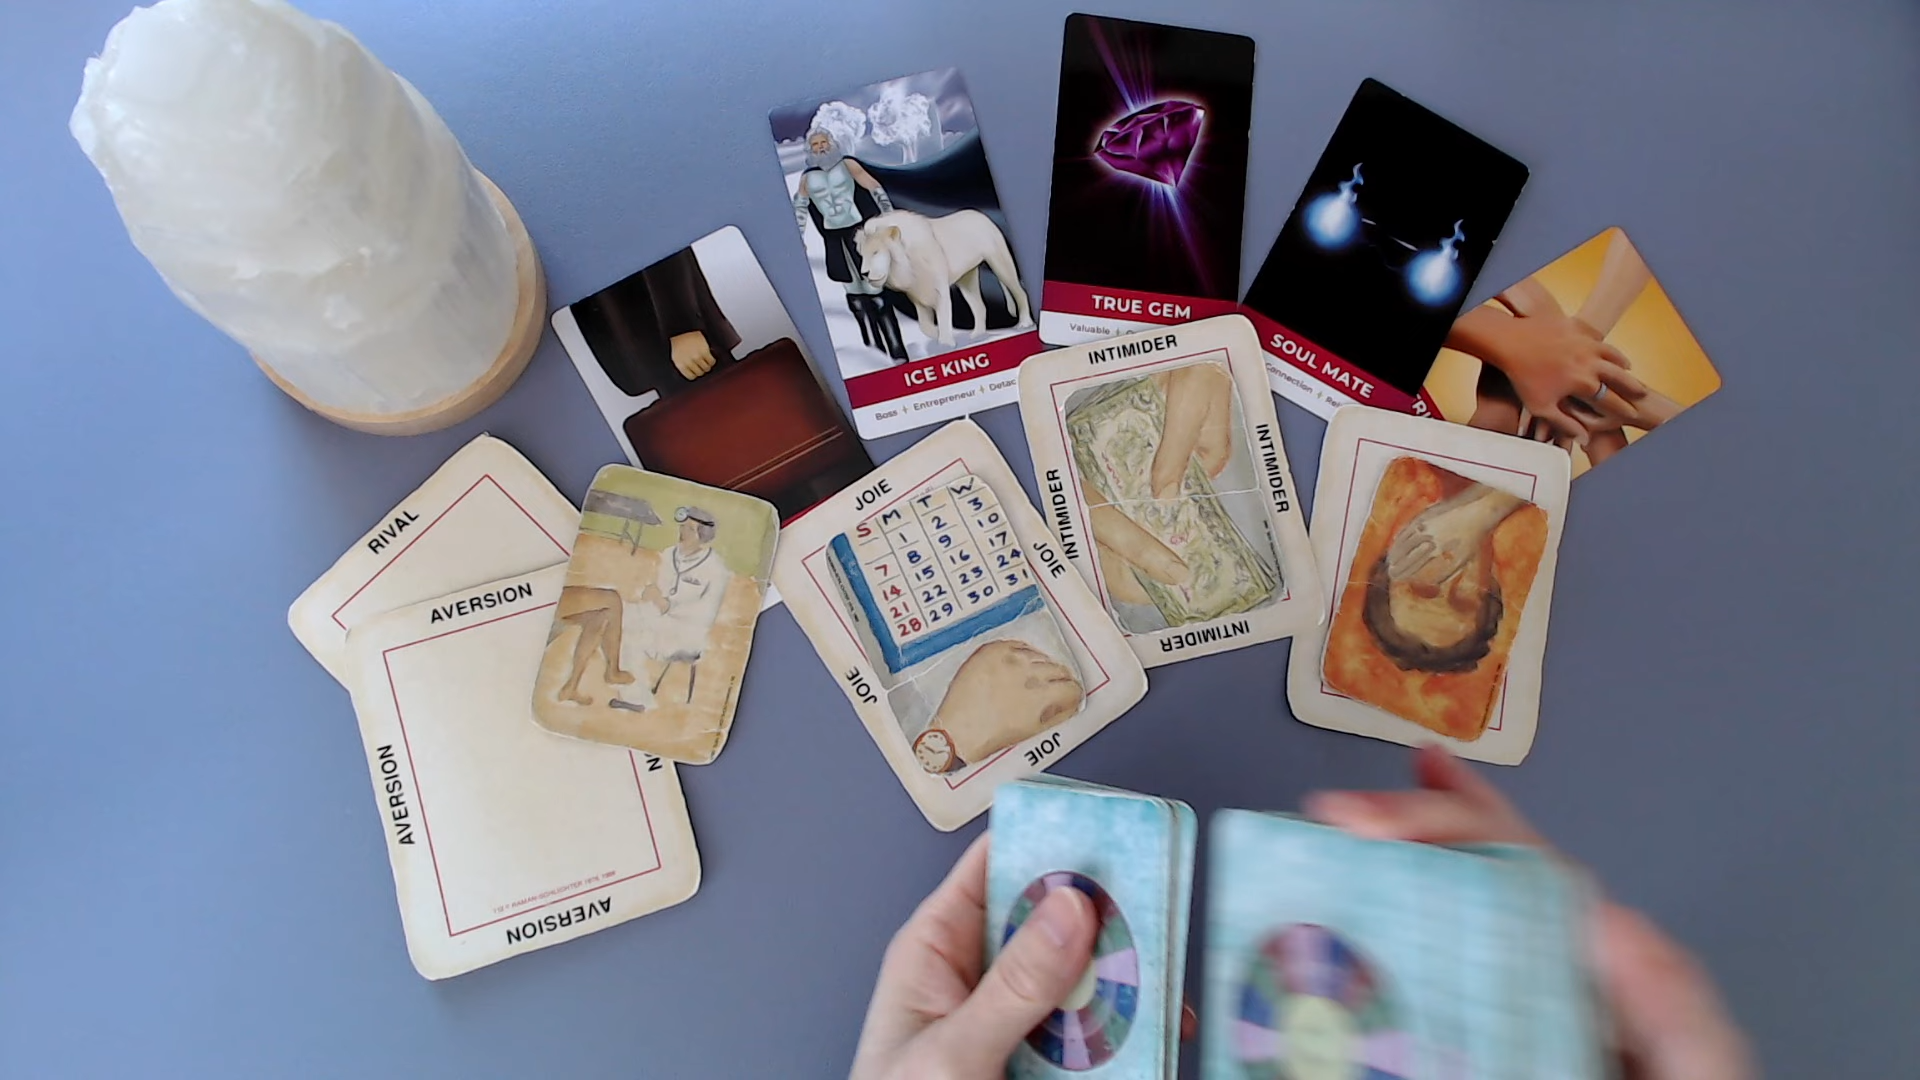 ICE KING
Boss Entrepreneur Detac
TRUE GEM
Valuable
SOUL MATE
Connection
RIVAL
AVERSION
AVERSION
AVERSION
JOIE
JOIE
JOIE
JOIE
S M T W
1 2 3
7 8 9 10
14 15 16 17
21 22 23 24
28 29 30 31
INTIMIDER
INTIMIDER
INTIMIDER
INTIMIDER